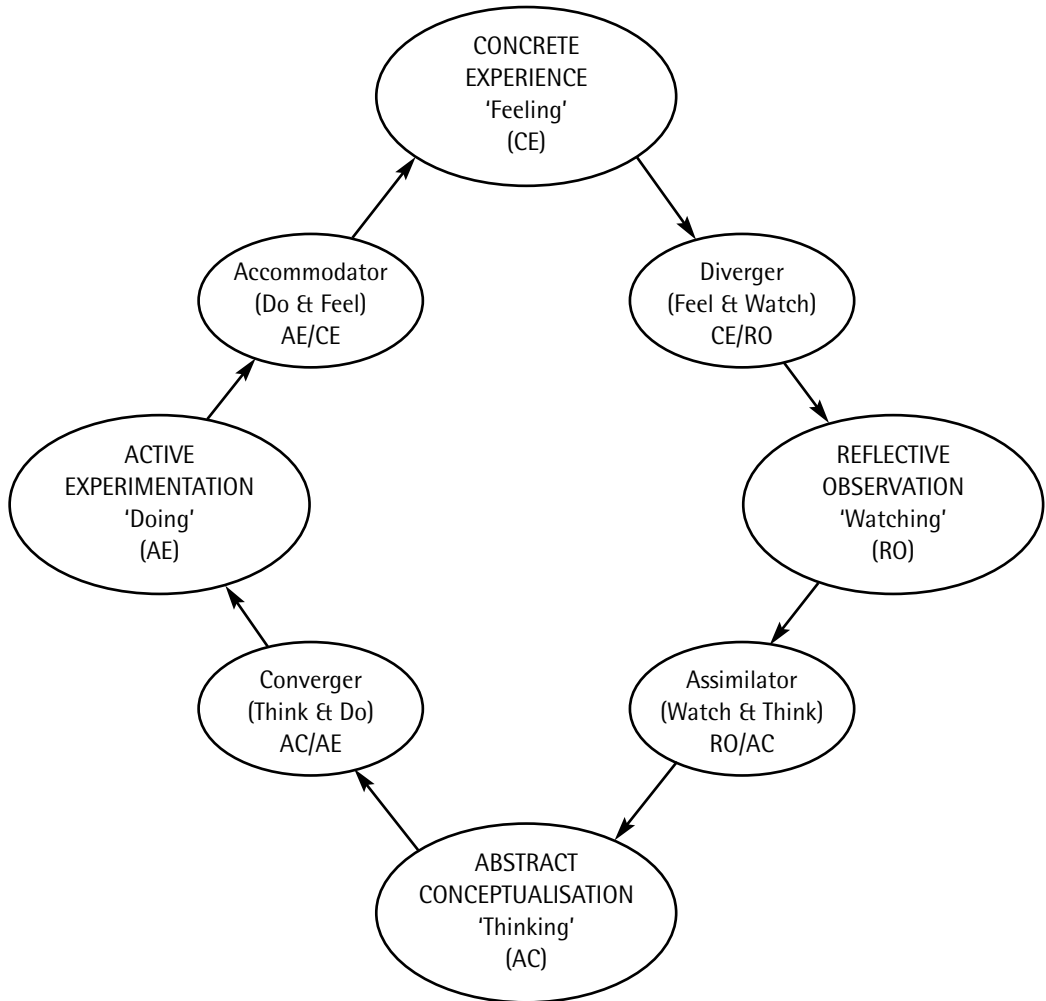 CONCRETE
EXPERIENCE
'Feeling'
(CE)
Accommodator
(Do & Feel)
AE/CE
Diverger
(Feel & Watch)
CE/RO
ACTIVE
EXPERIMENTATION
'Doing'
(AE)
REFLECTIVE
OBSERVATION
'Watching'
(RO)
Converger
(Think & Do)
AC/AE
Assimilator
(Watch & Think)
RO/AC
ABSTRACT
CONCEPTUALISATION
'Thinking'
(AC)